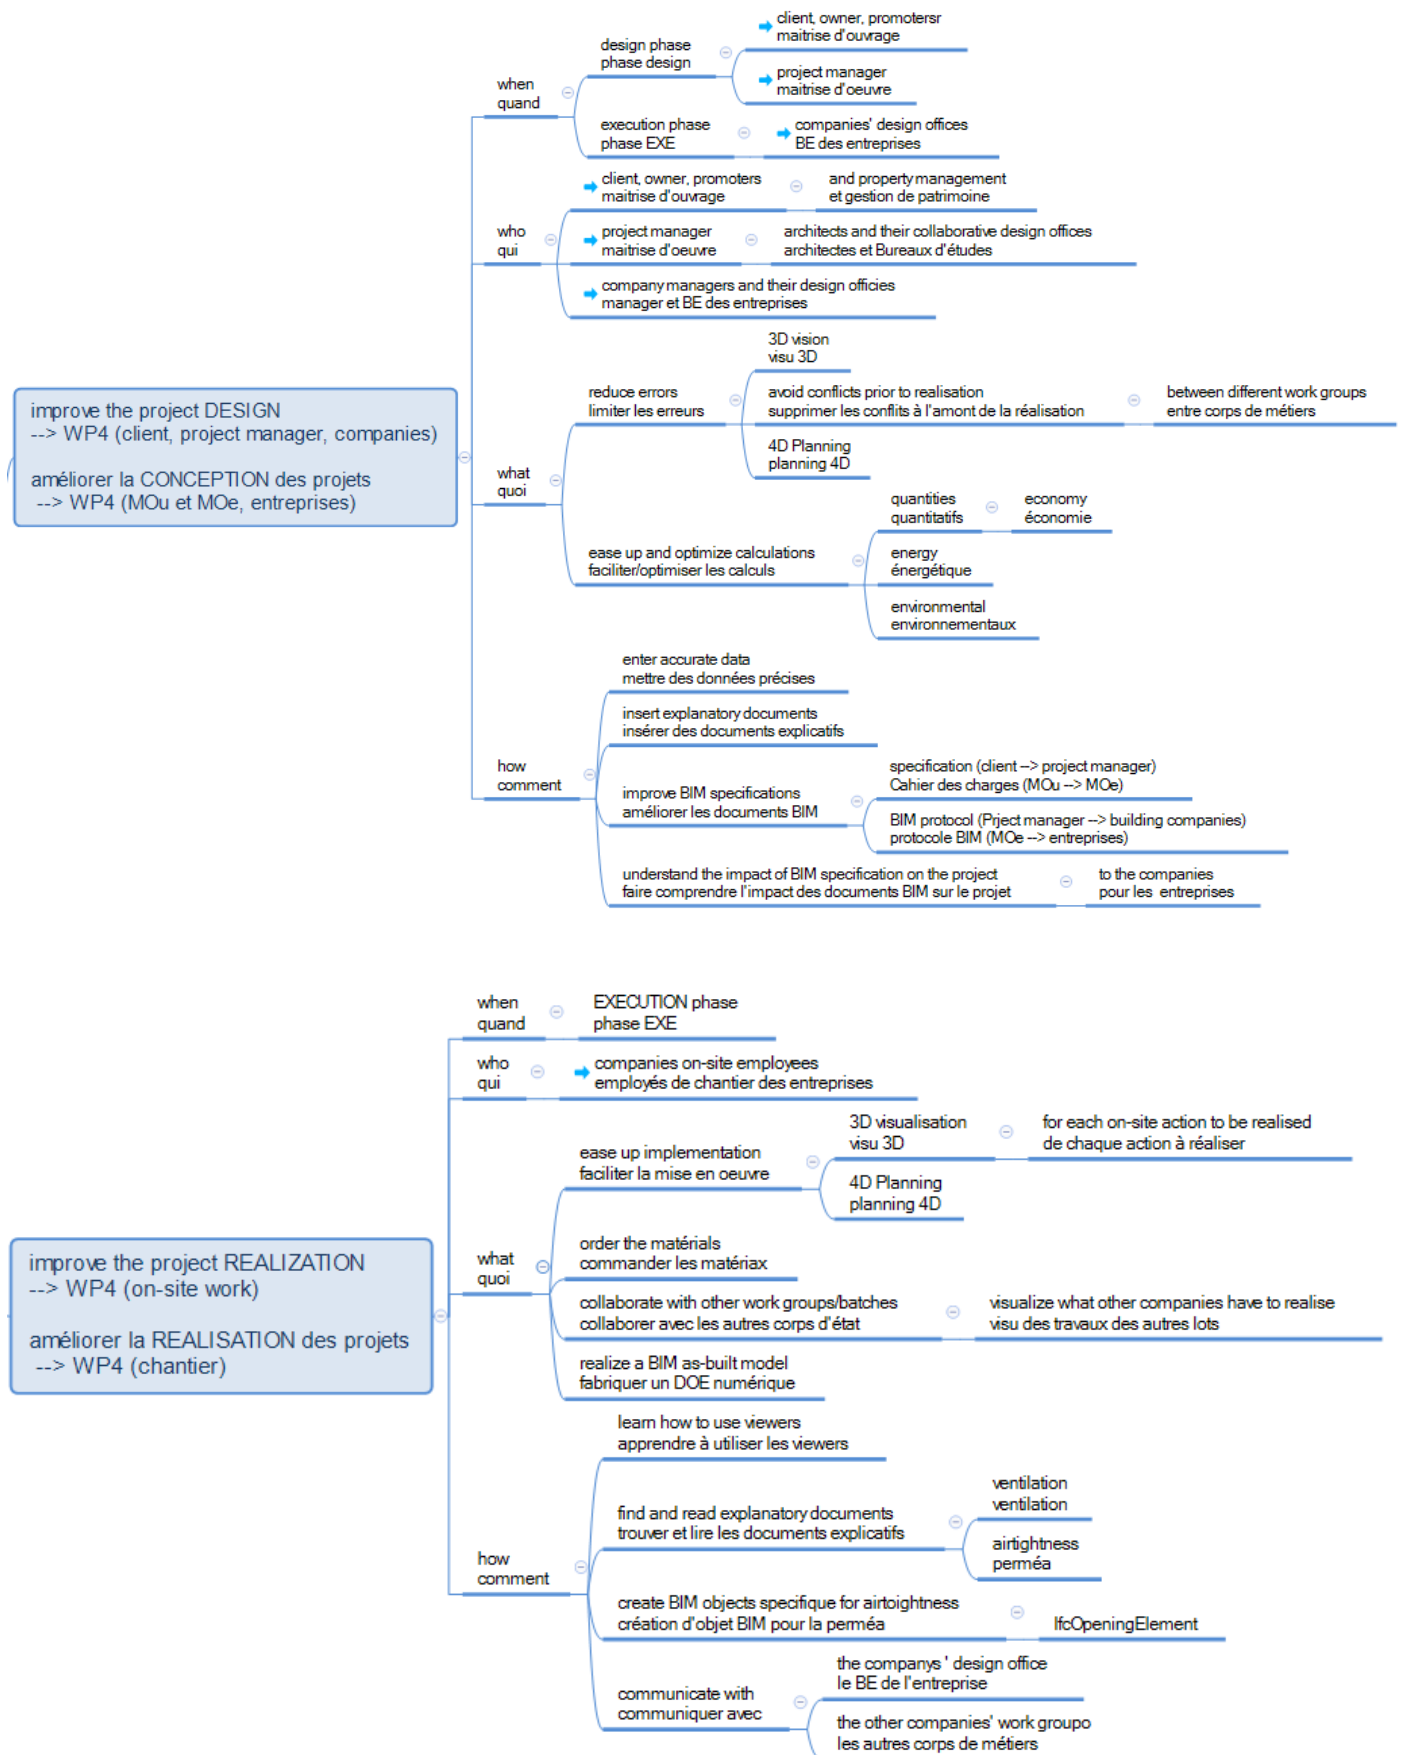 improve the project DESIGN
--> WP4 (client, project manager, companies)
améliorer la CONCEPTION des projets
--> WP4 (MOu et MOe, entreprises)
when
quand
design phase
phase design
client, owner, promotersr
maitrise d'ouvrage
project manager
maitrise d'oeuvre
execution phase
phase EXE
companies' design offices
BE des entreprises
who
qui
client, owner, promoters
maitrise d'ouvrage
and property management
et gestion de patrimoine
project manager
maitrise d'oeuvre
architects and their collaborative design offices
architectes et Bureaux d'études
company managers and their design officies
manager et BE des entreprises
what
quoi
reduce errors
limiter les erreurs
3D vision
visu 3D
avoid conflicts prior to realisation
supprimer les conflits à l'amont de la réalisation
between different work groups
entre corps de métiers
4D Planning
planning 4D
ease up and optimize calculations
faciliter/optimiser les calculs
quantities
quantitatifs
economy
économie
energy
énergétique
environmental
environnementaux
how
comment
enter accurate data
mettre des données précises
insert explanatory documents
insérer des documents explicatifs
improve BIM specifications
améliorer les documents BIM
specification (client --> project manager)
Cahier des charges (MOu --> MOe)
BIM protocol (Prject manager --> building companies)
protocole BIM (MOe --> entreprises)
understand the impact of BIM specification on the project
faire comprendre l'impact des documents BIM sur le projet
to the companies
pour les entreprises
improve the project REALIZATION
--> WP4 (on-site work)
améliorer la REALISATION des projets
--> WP4 (chantier)
when
quand
EXECUTION phase
phase EXE
who
qui
companies on-site employees
employés de chantier des entreprises
what
quoi
ease up implementation
faciliter la mise en oeuvre
3D visualisation
visu 3D
for each on-site action to be realised
de chaque action à réaliser
4D Planning
planning 4D
order the matérials
commander les matériax
collaborate with other work groups/batches
collaborer avec les autres corps d'état
visualize what other companies have to realise
visu des travaux des autres lots
realize a BIM as-built model
fabriquer un DOE numérique
how
comment
learn how to use viewers
apprendre à utiliser les viewers
find and read explanatory documents
trouver et lire les documents explicatifs
ventilation
ventilation
airtightness
perméa
create BIM objects specifique for airtoightness
création d'objet BIM pour la perméa
IfcOpeningElement
communicate with
communiquer avec
the companys ' design office
le BE de l'entreprise
the other companies' work groupo
les autres corps de métiers